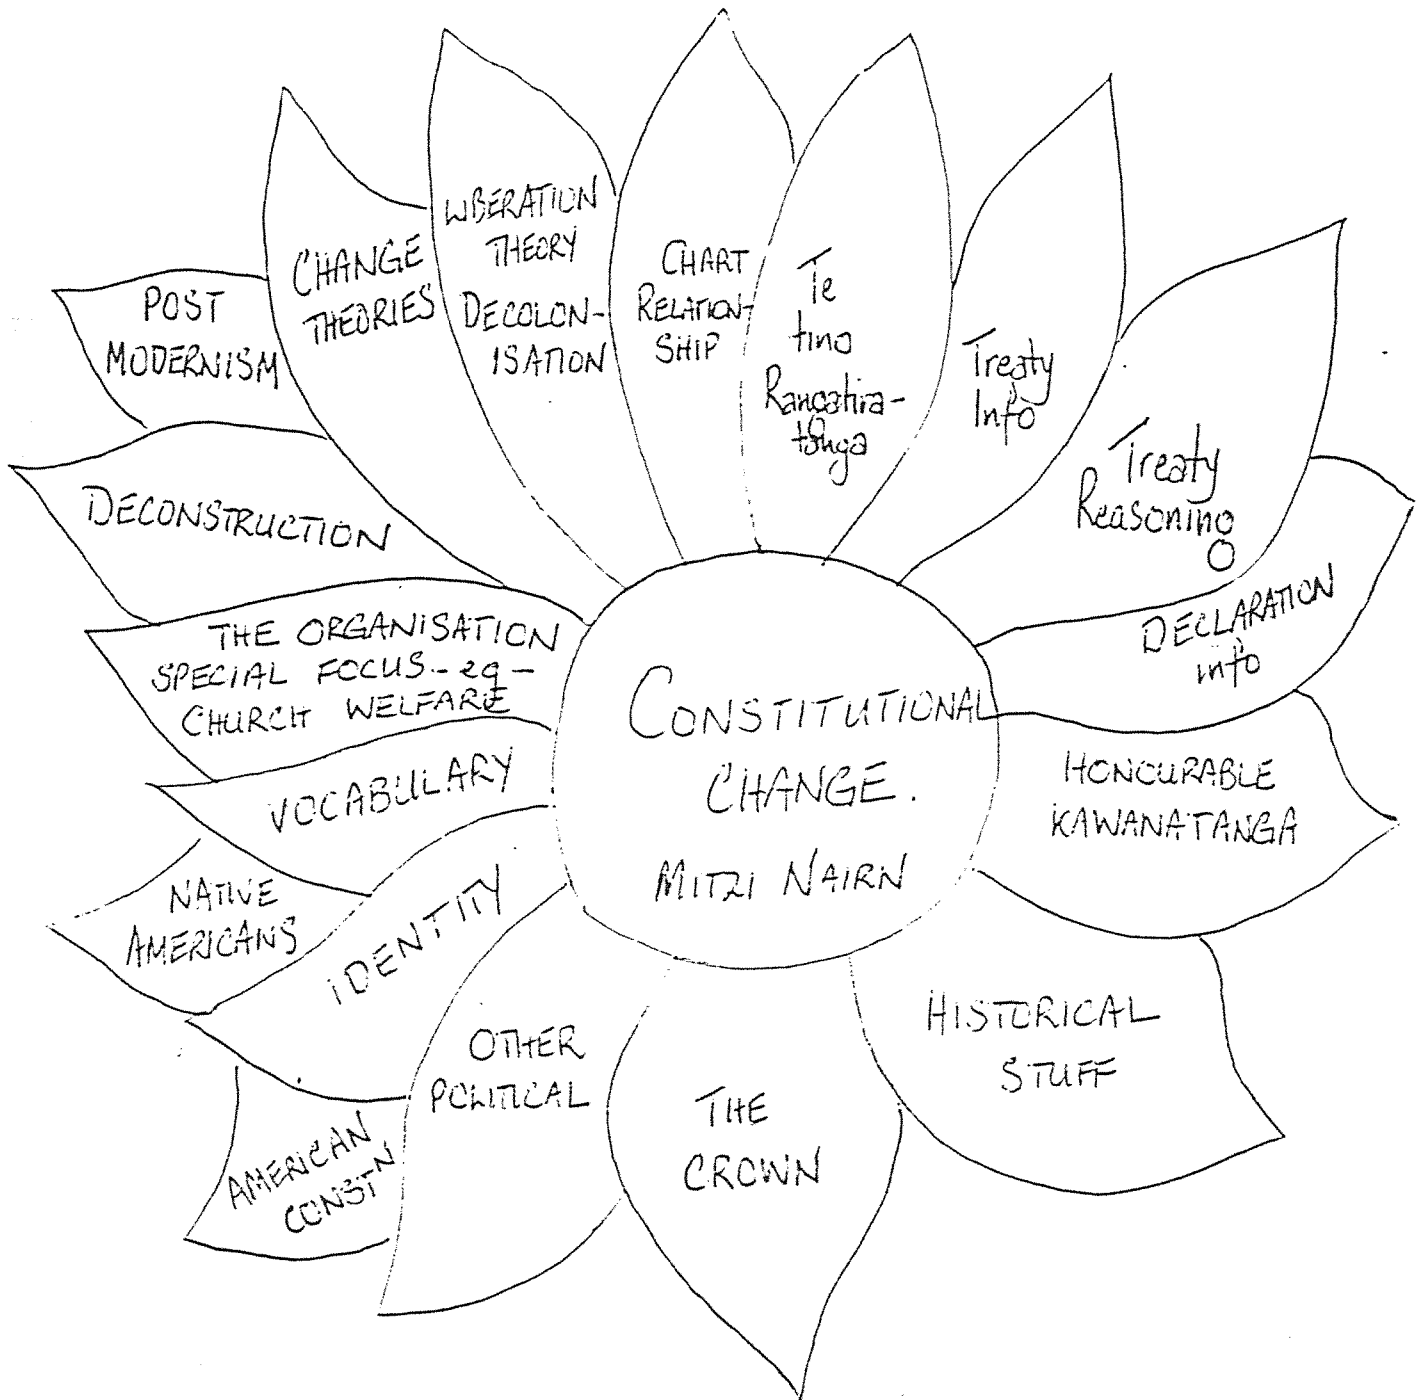 CONSTITUTIONAL
CHANGE.
MITZI NAIRN
POST
MODERNISM
CHANGE
THEORIES
LIBERATION
THEORY
DECOLON-
ISATION
CHART
RELATION-
SHIP
Te
tino
Rangatira-
tanga
Treaty
Info
Treaty
Reasoning
DECLARATION
info
HONOURABLE
KAWANATANGA
HISTORICAL
STUFF
THE
CROWN
OTHER
POLITICAL
AMERICAN
CONSTN
IDENTITY
NATIVE
AMERICANS
VOCABULARY
THE ORGANISATION
SPECIAL FOCUS - eg -
CHURCH WELFARE
DECONSTRUCTION